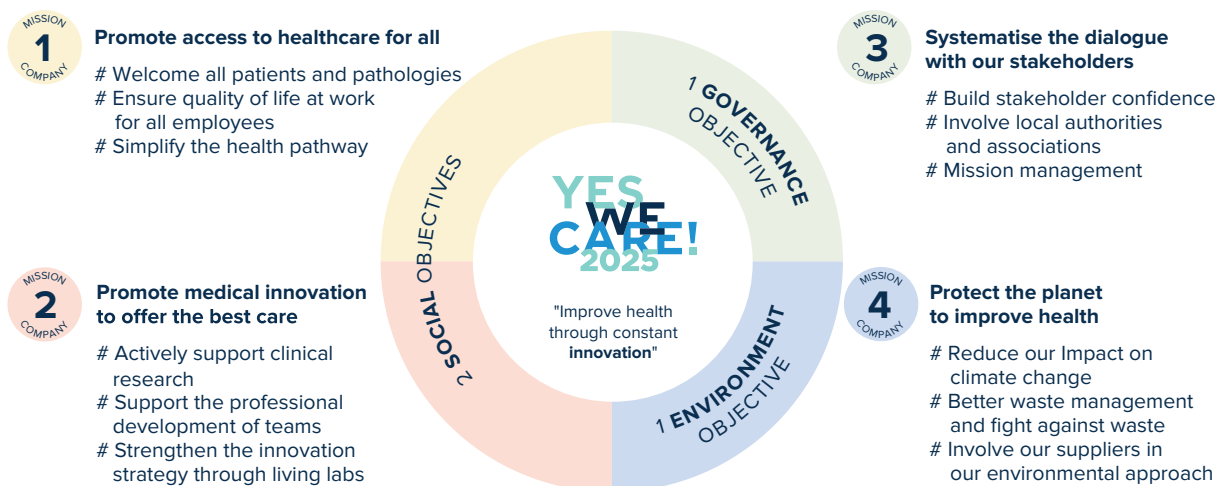 MISSION
1
COMPANY
Promote access to healthcare for all
# Welcome all patients and pathologies
# Ensure quality of life at work
for all employees
# Simplify the health pathway
MISSION
2
COMPANY
Promote medical innovation
to offer the best care
# Actively support clinical
research
# Support the professional
development of teams
# Strengthen the innovation
strategy through living labs
2 SOCIAL OBJECTIVES
1 GOVERNANCE
OBJECTIVE
YES
WE
CARE!
2025
"Improve health
through constant
innovation"
1 ENVIRONMENT
OBJECTIVE
MISSION
3
COMPANY
Systematise the dialogue
with our stakeholders
# Build stakeholder confidence
# Involve local authorities
and associations
# Mission management
MISSION
4
COMPANY
Protect the planet
to improve health
# Reduce our Impact on
climate change
# Better waste management
and fight against waste
# Involve our suppliers in
our environmental approach